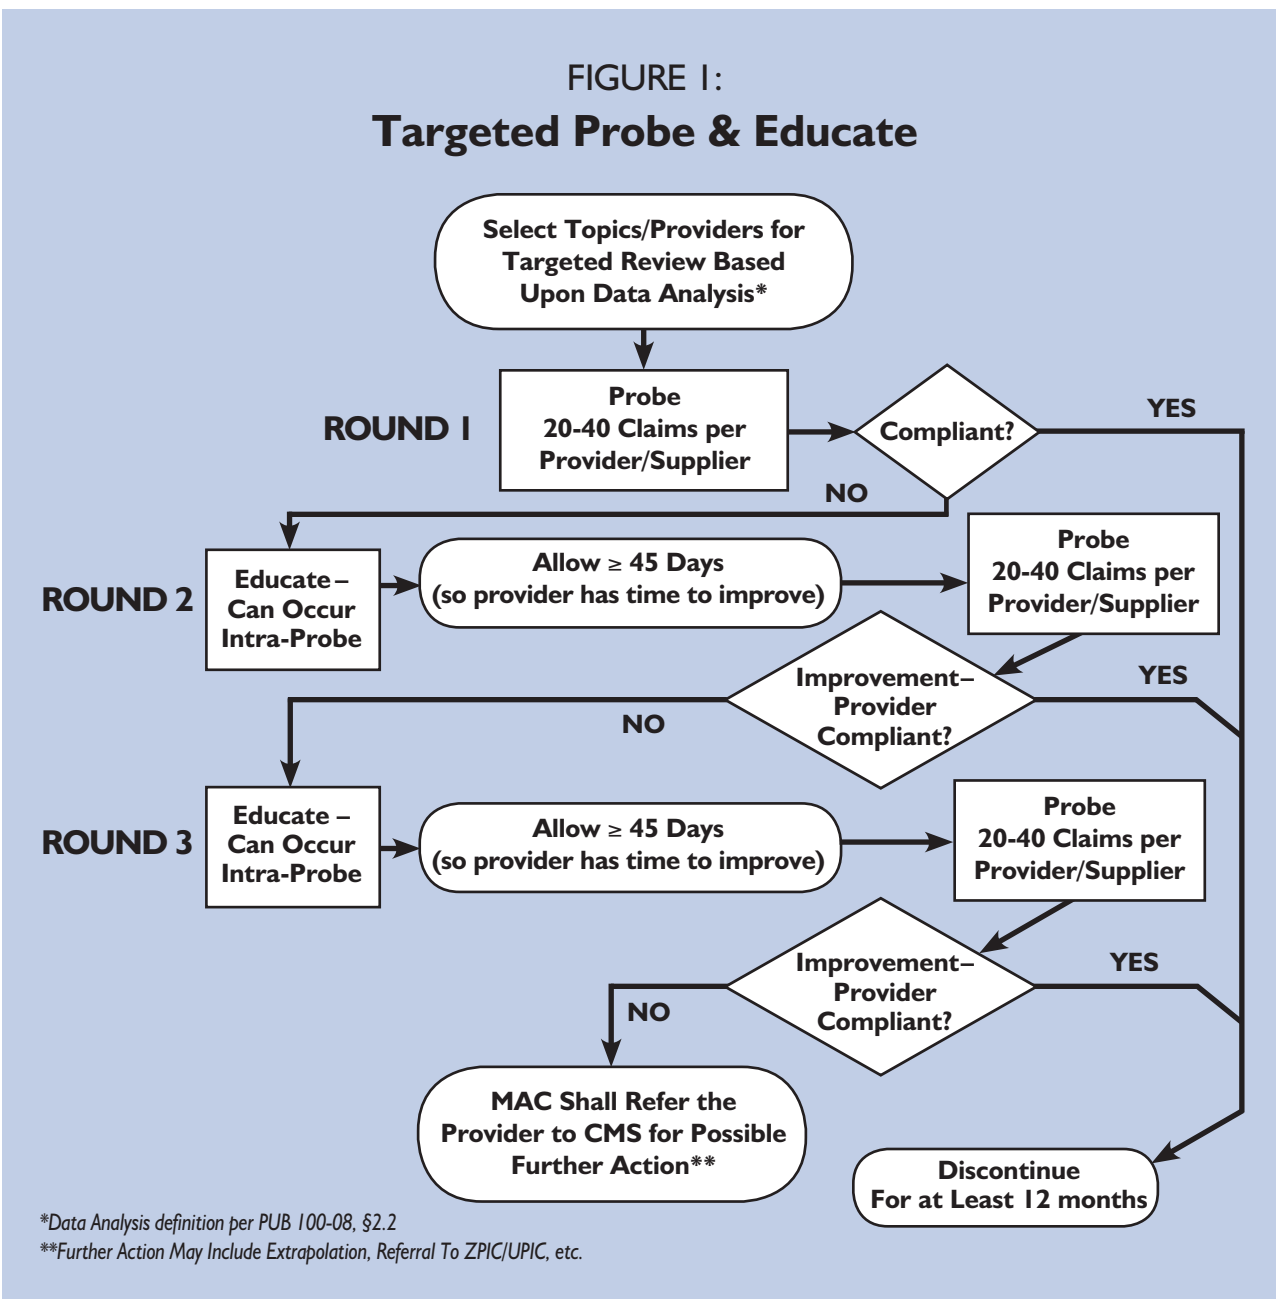 FIGURE 1:
Targeted Probe & Educate
Select Topics/Providers for
Targeted Review Based
Upon Data Analysis*
ROUND 1
Probe
20-40 Claims per
Provider/Supplier
Compliant?
YES
NO
ROUND 2
Educate –
Can Occur
Intra-Probe
Allow ≥ 45 Days
(so provider has time to improve)
Probe
20-40 Claims per
Provider/Supplier
Improvement–
Provider
Compliant?
YES
NO
ROUND 3
Educate –
Can Occur
Intra-Probe
Allow ≥ 45 Days
(so provider has time to improve)
Probe
20-40 Claims per
Provider/Supplier
Improvement–
Provider
Compliant?
YES
NO
MAC Shall Refer the
Provider to CMS for Possible
Further Action**
Discontinue
For at Least 12 months
*Data Analysis definition per PUB 100-08, §2.2
**Further Action May Include Extrapolation, Referral To ZPIC/UPIC, etc.